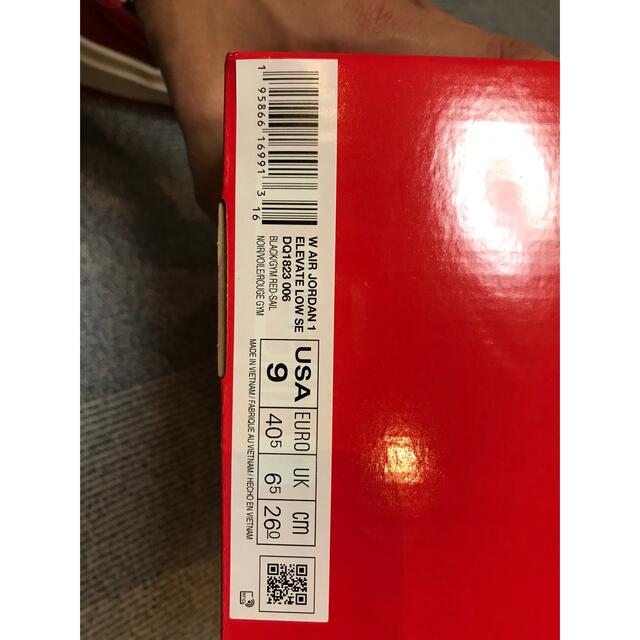 1 95866 16991 3 16
W AIR JORDAN 1
ELEVATE LOW SE
DQ1823 006
BLACK/GYM RED-SAIL
NOIR/VOILE/ROUGE GYM
USA EURO UK cm
9 40 5 6 5 26 0
MADE IN VIETNAM / FABRIQUE AU VIETNAM / HECHO EN VIETNAM